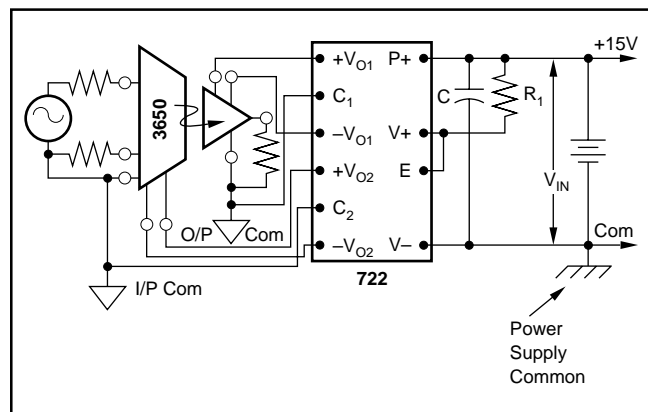 +15V
+V_O1
P+
C_1
C
R_1
3650
–V_O1
V+
+V_O2
E
V_IN
O/P Com
C_2
Com
–V_O2
V–
722
I/P Com
Power
Supply
Common